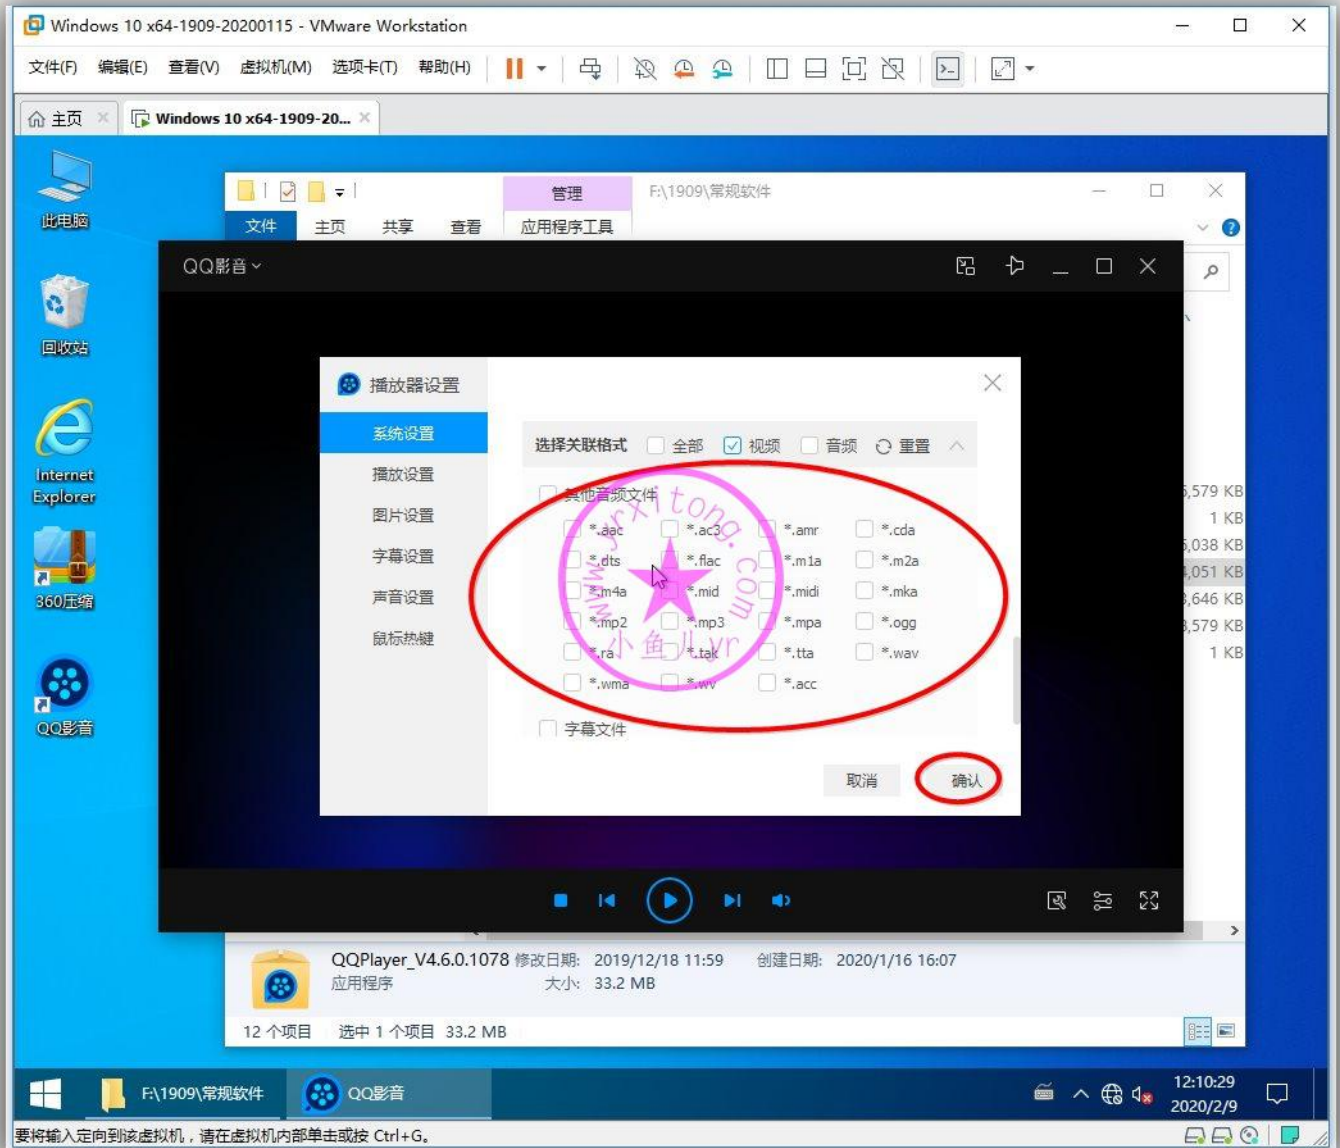 Windows 10 x64-1909-20200115 - VMware Workstation
文件(F) 编辑(E) 查看(V) 虚拟机(M) 选项卡(T) 帮助(H)
主页 Windows 10 x64-1909-20...
此电脑
回收站
Internet
Explorer
360压缩
QQ影音
管理 F:\1909\常规软件
文件 主页 共享 查看 应用程序工具
QQ影音
播放器设置
系统设置
播放设置
图片设置
字幕设置
声音设置
鼠标热键
选择关联格式 全部 视频 音频 重置
其他音频文件
*.aac *.ac3 *.amr *.cda
*.dts *.flac *.m1a *.m2a
*.m4a *.mid *.midi *.mka
*.mp2 *.mp3 *.mpa *.ogg
*.ra *.tak *.tta *.wav
*.wma *.wv *.acc
字幕文件
取消 确认
www.yrxitong.com
小鱼儿yr
5,579 KB
1 KB
5,038 KB
4,051 KB
3,646 KB
3,579 KB
1 KB
QQPlayer_V4.6.0.1078 修改日期: 2019/12/18 11:59 创建日期: 2020/1/16 16:07
应用程序 大小: 33.2 MB
12 个项目 选中 1 个项目 33.2 MB
F:\1909\常规软件 QQ影音
12:10:29
2020/2/9
要将输入定向到该虚拟机，请在虚拟机内部单击或按 Ctrl+G。